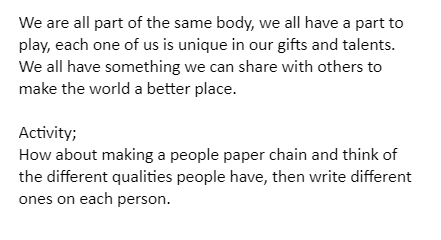 We are all part of the same body, we all have a part to
play, each one of us is unique in our gifts and talents.
We all have something we can share with others to
make the world a better place.
Activity;
How about making a people paper chain and think of
the different qualities people have, then write different
ones on each person.